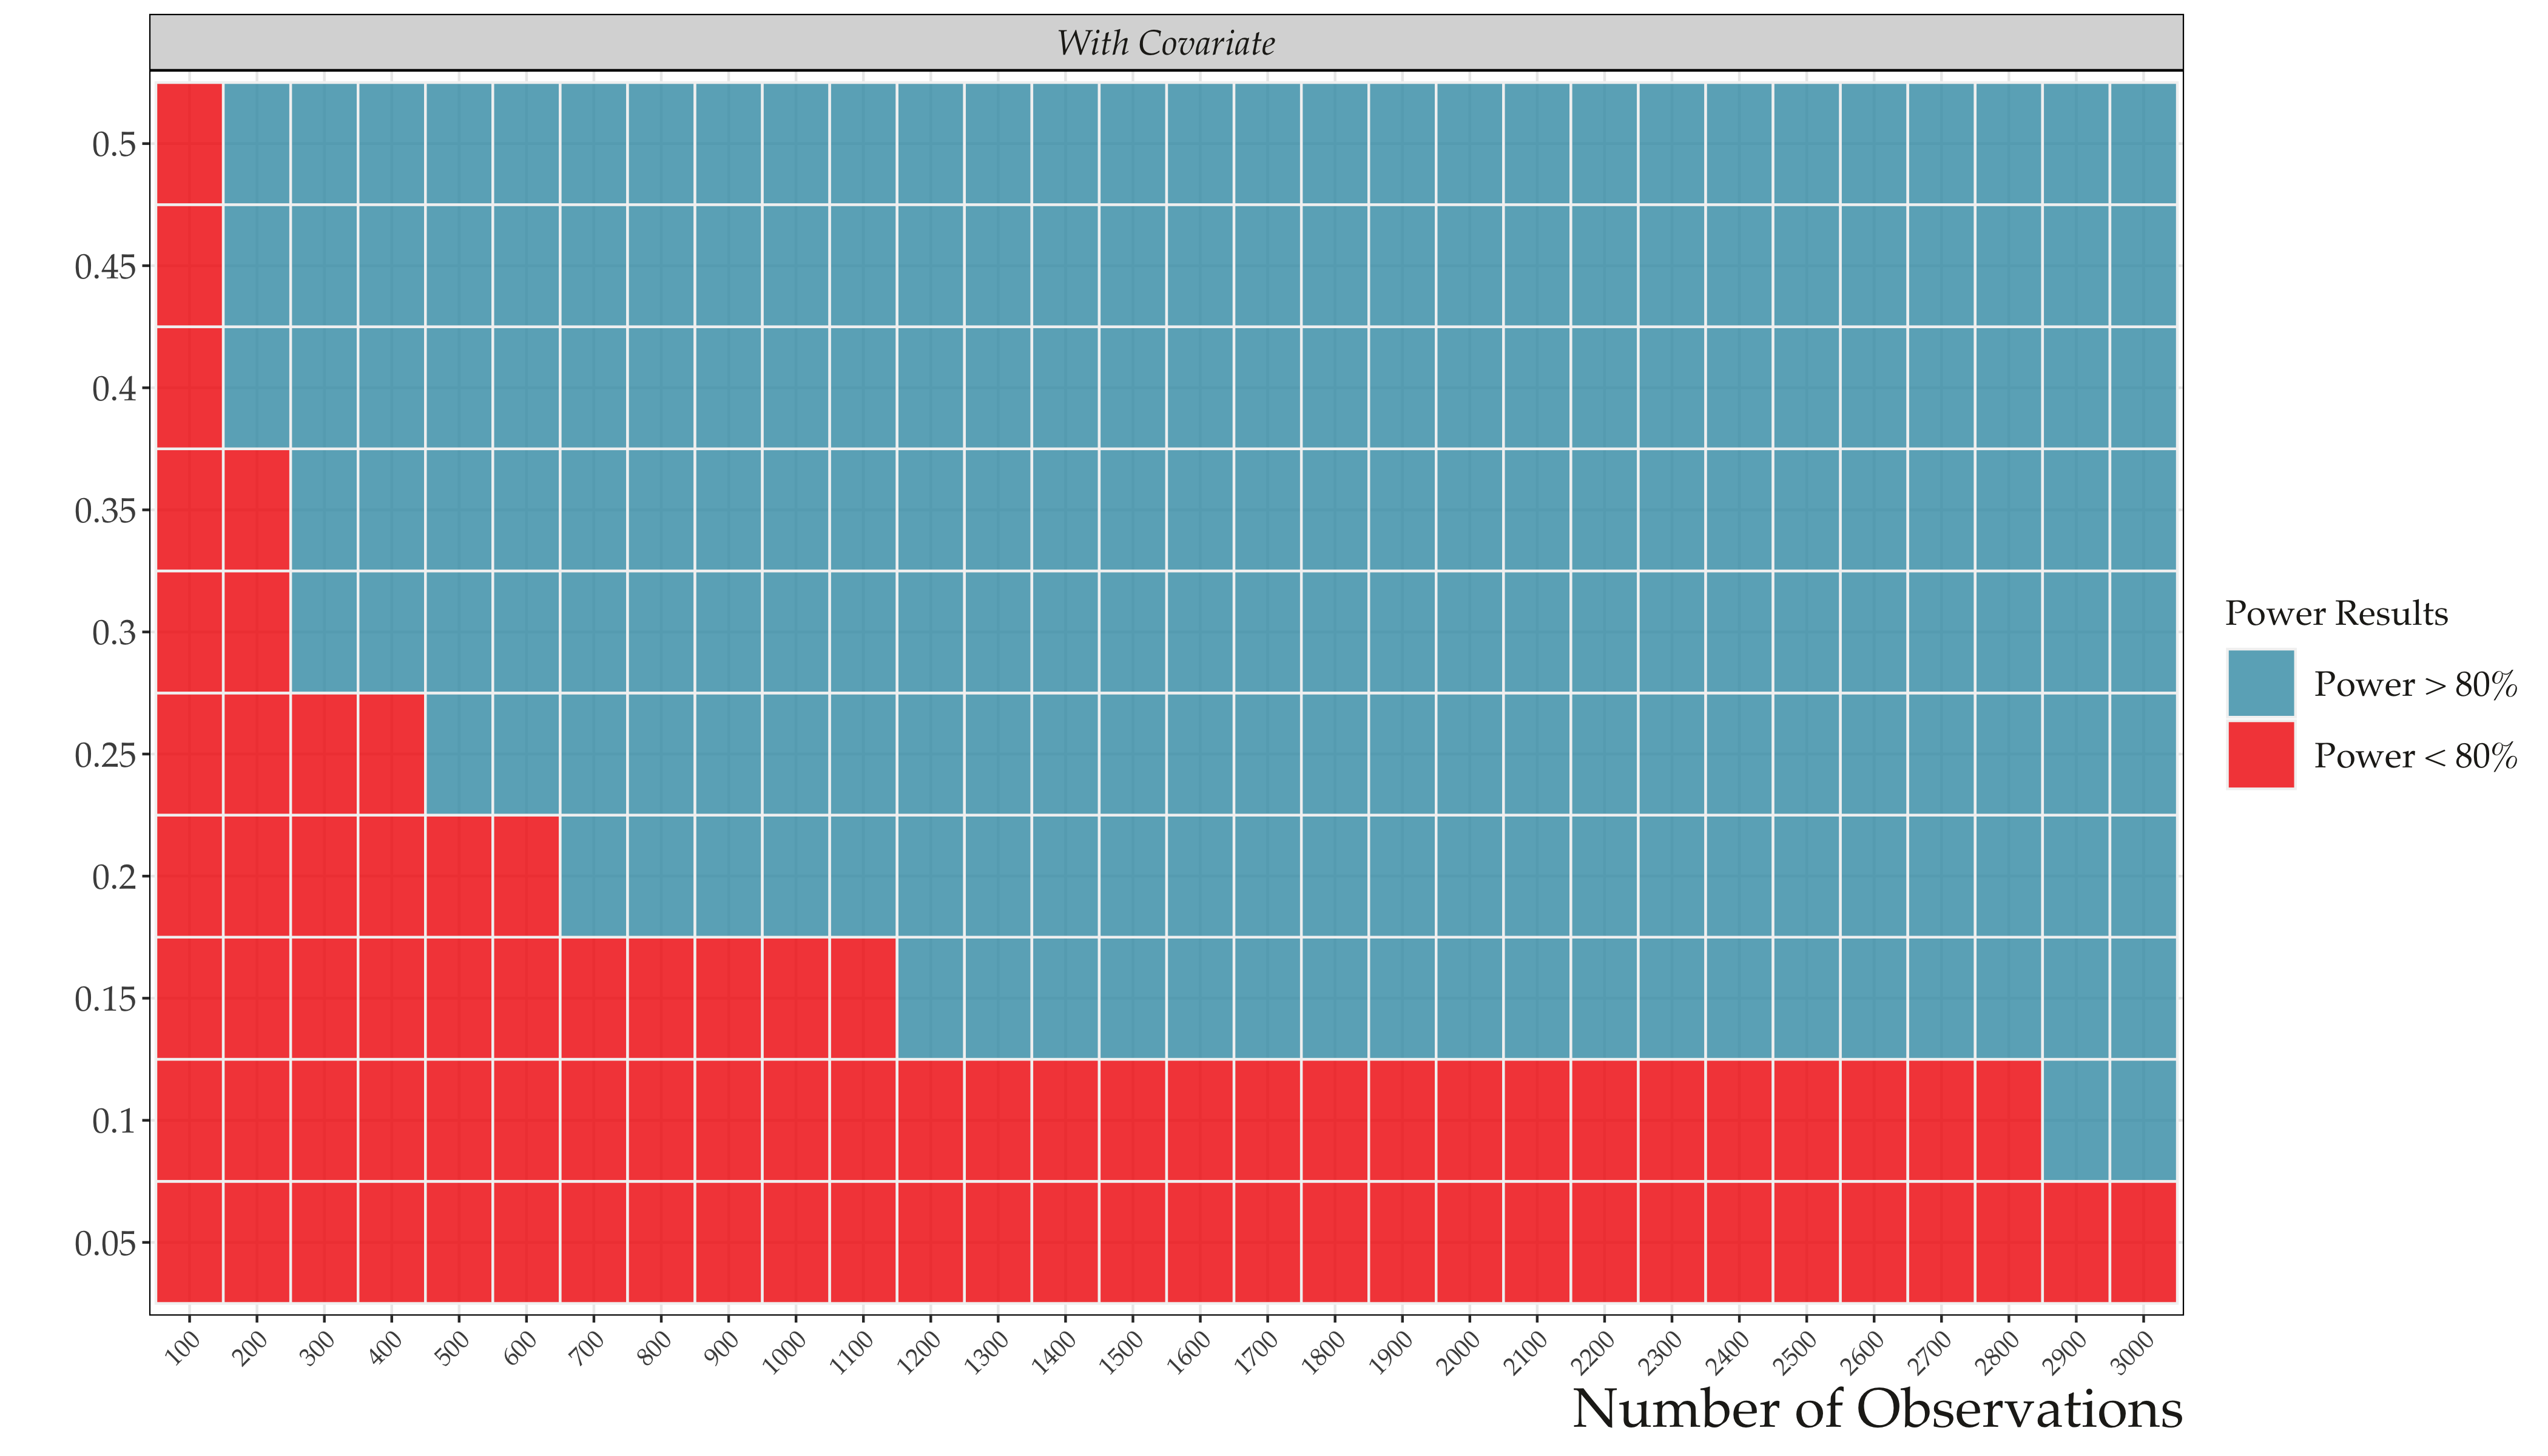 With Covariate
0.5
0.45
0.4
0.35
0.3
0.25
0.2
0.15
0.1
0.05
100 200 300 400 500 600 700 800 900 1000 1100 1200 1300 1400 1500 1600 1700 1800 1900 2000 2100 2200 2300 2400 2500 2600 2700 2800 2900 3000
Number of Observations
Power Results
Power > 80%
Power < 80%